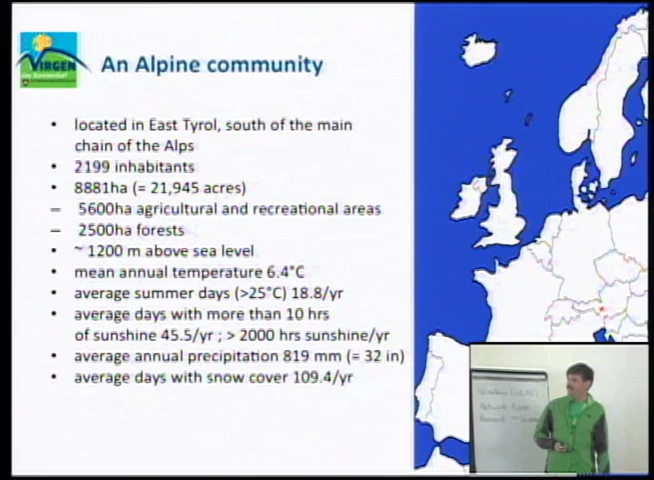 VIRGEN
An Alpine community
• located in East Tyrol, south of the main
chain of the Alps
• 2199 inhabitants
• 8881ha (= 21,945 acres)
– 5600ha agricultural and recreational areas
– 2500ha forests
• ~ 1200 m above sea level
• mean annual temperature 6.4°C
• average summer days (>25°C) 18.8/yr
• average days with more than 10 hrs
of sunshine 45.5/yr ; > 2000 hrs sunshine/yr
• average annual precipitation 819 mm (= 32 in)
• average days with snow cover 109.4/yr
Network